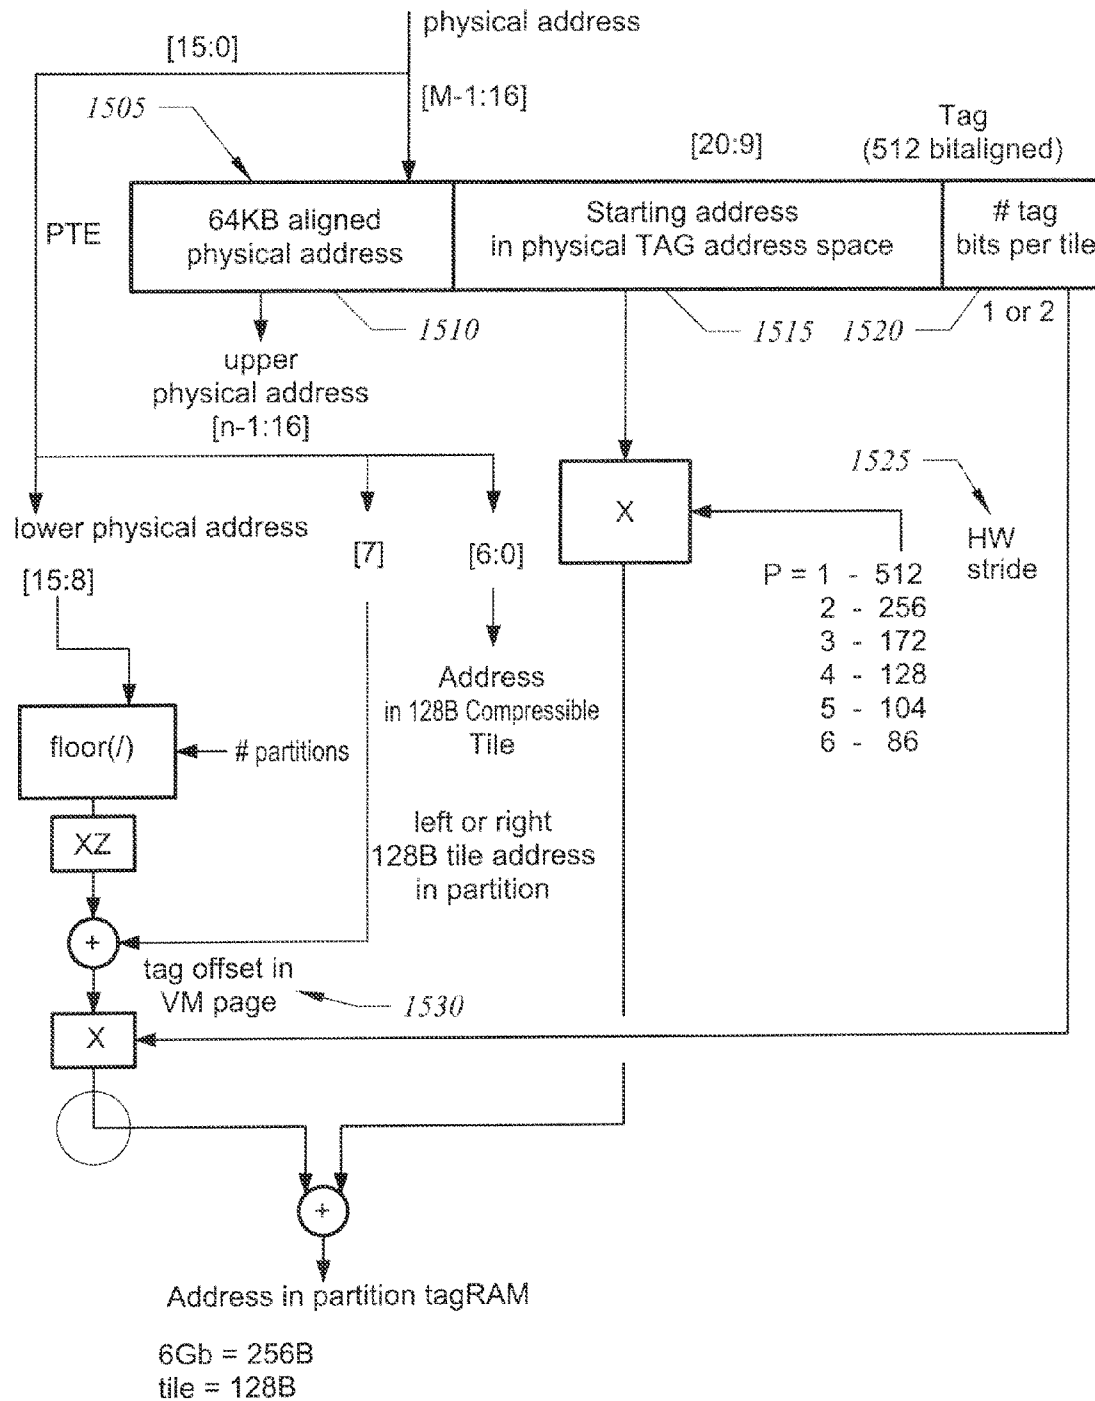 physical address
[15:0]
[M-1:16]
1505
[20:9]
Tag
(512 bitaligned)
PTE
64KB aligned
physical address
Starting address
in physical TAG address space
# tag
bits per tile
1510
1515
1520
1 or 2
upper
physical address
[n-1:16]
lower physical address
[15:8]
[7]
[6:0]
X
1525
HW
stride
P = 1 - 512
2 - 256
3 - 172
4 - 128
5 - 104
6 - 86
Address
in 128B Compressible
Tile
floor(/)
# partitions
XZ
left or right
128B tile address
in partition
+
tag offset in
VM page
1530
X
+
Address in partition tagRAM
6Gb = 256B
tile = 128B